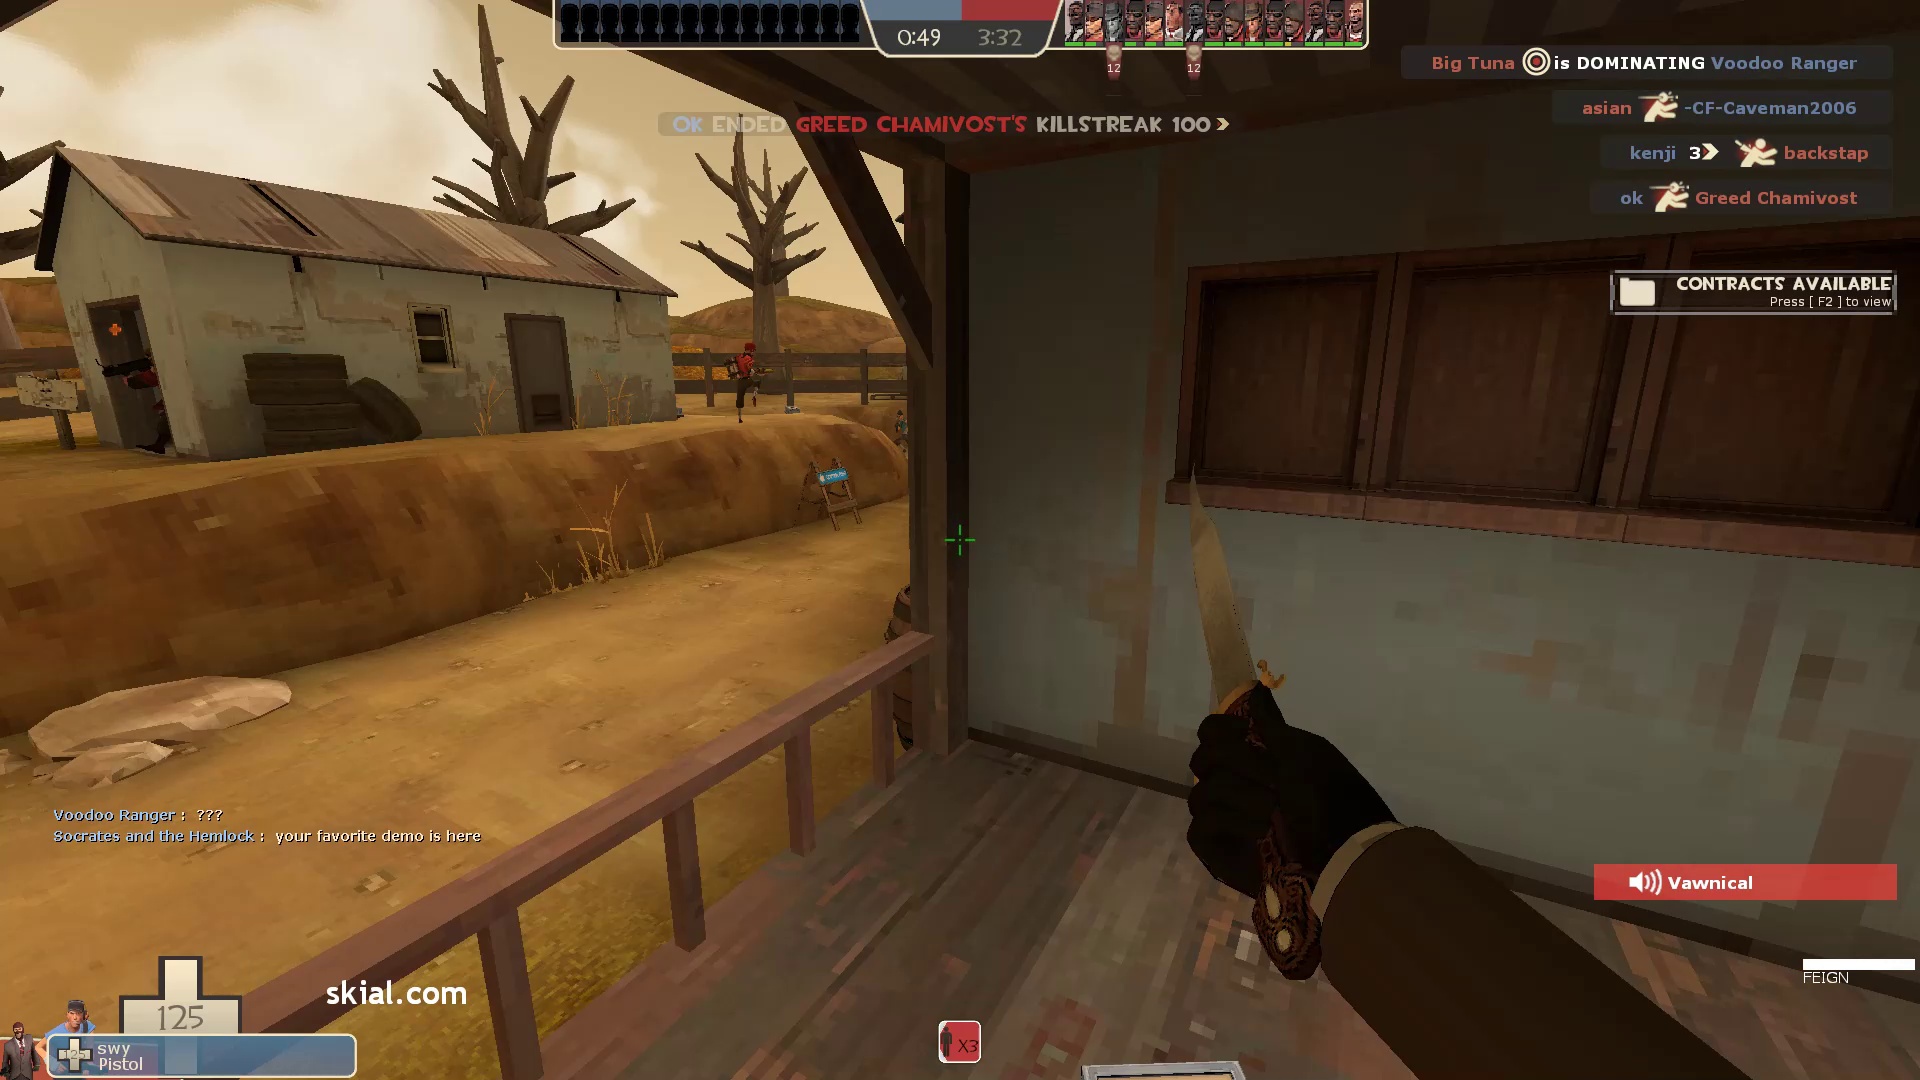 0:49 3:32
12 12
Big Tuna is DOMINATING Voodoo Ranger
asian -CF-Caveman2006
OK ENDED GREED CHAMIVOST'S KILLSTREAK 100
kenji 3 backstap
ok Greed Chamivost
CONTRACTS AVAILABLE
Press [ F2 ] to view
Voodoo Ranger : ???
Socrates and the Hemlock : your favorite demo is here
Vawnical
FEIGN
skial.com
125
125 swy
Pistol
X3